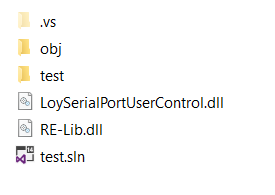 .vs
obj
test
LoySerialPortUserControl.dll
RE-Lib.dll
test.sln